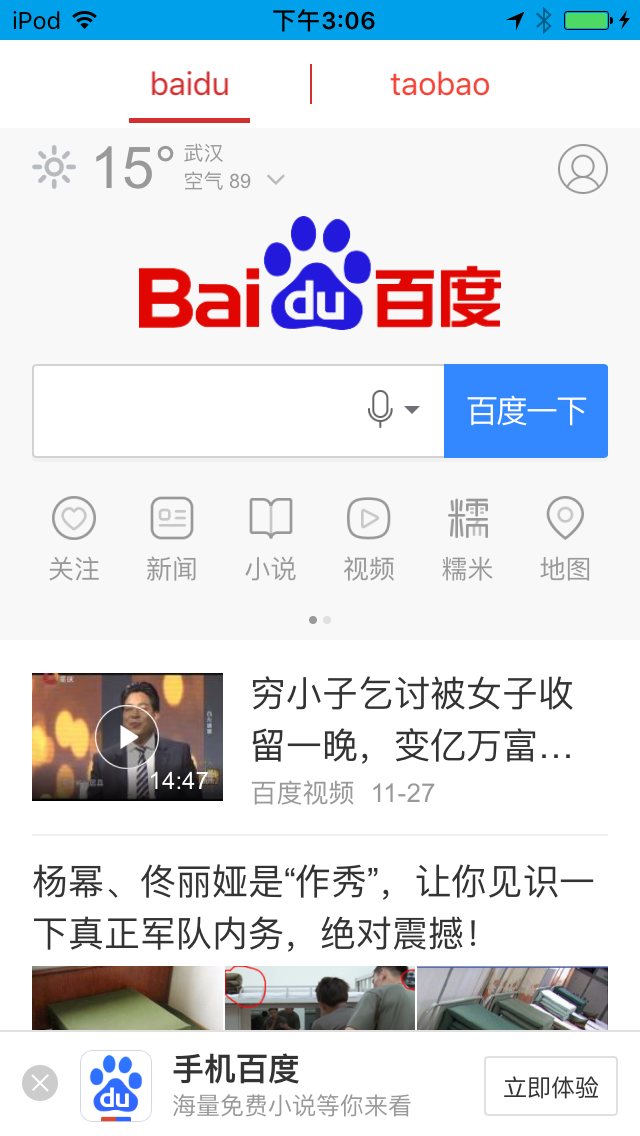 iPod 下午3:06
baidu taobao
15° 武汉
空气 89
Bai du 百度
百度一下
关注 新闻 小说 视频 糯米 地图
穷小子乞讨被女子收
留一晚，变亿万富…
14:47
百度视频 11-27
杨幂、佟丽娅是“作秀”，让你见识一
下真正军队内务，绝对震撼！
du
手机百度
海量免费小说等你来看
立即体验